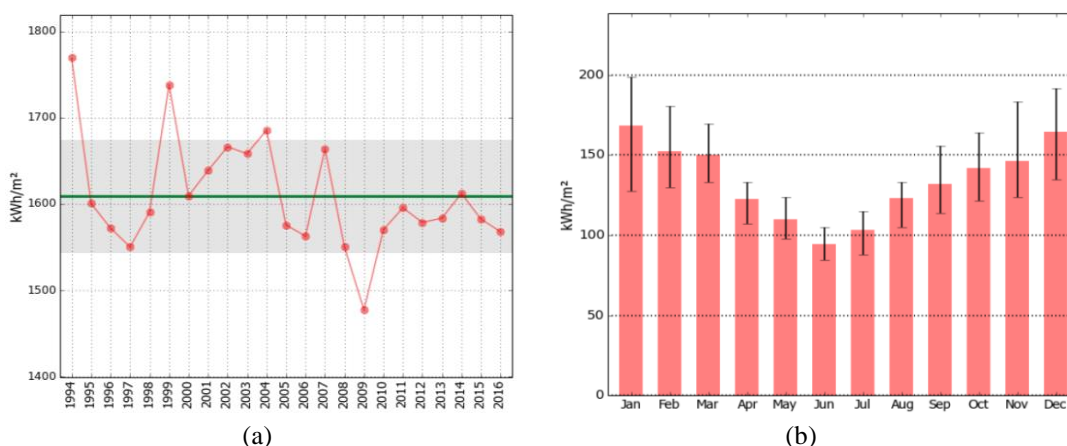 1800
1700
1600
1500
1400
kWh/m²
1994 1995 1996 1997 1998 1999 2000 2001 2002 2003 2004 2005 2006 2007 2008 2009 2010 2011 2012 2013 2014 2015 2016
(a)
200
150
100
50
0
kWh/m²
Jan Feb Mar Apr May Jun Jul Aug Sep Oct Nov Dec
(b)